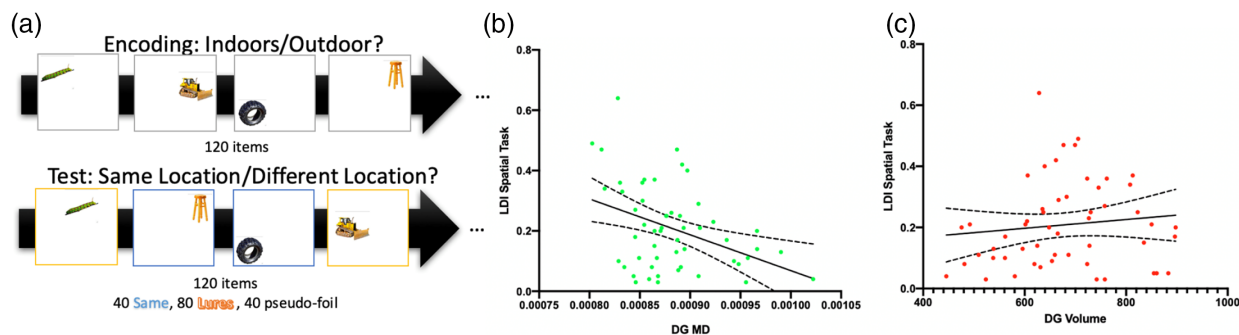 (a)
Encoding: Indoors/Outdoor?
...
120 items
Test: Same Location/Different Location?
...
120 items
40 Same, 80 Lures, 40 pseudo-foil
(b)
LDI Spatial Task
0.8
0.6
0.4
0.2
0.0
0.00075 0.00080 0.00085 0.00090 0.00095 0.00100 0.00105
DG MD
(c)
LDI Spatial Task
0.8
0.6
0.4
0.2
0.0
400 600 800 1000
DG Volume